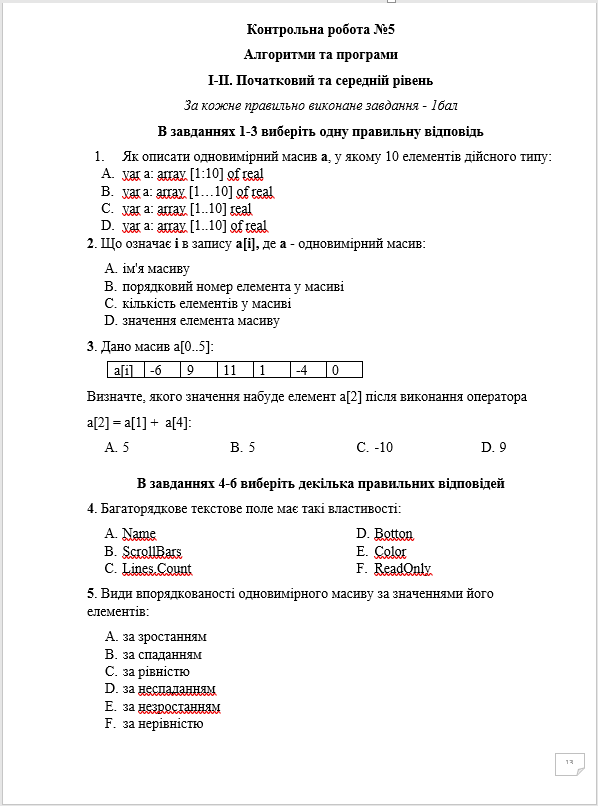 Контрольна робота №5
Алгоритми та програми
І-ІІ. Початковий та середній рівень
За кожне правильно виконане завдання - 1бал
В завданнях 1-3 виберіть одну правильну відповідь
1. Як описати одновимірний масив a, у якому 10 елементів дійсного типу:
A. var a: array [1:10] of real
B. var a: array [1…10] of real
C. var a: array [1..10] real
D. var a: array [1..10] of real
2. Що означає i в запису a[i], де a - одновимірний масив:
A. ім'я масиву
B. порядковий номер елемента у масиві
C. кількість елементів у масиві
D. значення елемента масиву
3. Дано масив a[0..5]:
a[i] -6 9 11 1 -4 0
Визначте, якого значення набуде елемент a[2] після виконання оператора
a[2] = a[1] + a[4]:
A. 5 B. 5 C. -10 D. 9
В завданнях 4-6 виберіть декілька правильних відповідей
4. Багаторядкове текстове поле має такі властивості:
A. Name D. Botton
B. ScrollBars E. Color
C. Lines.Count F. ReadOnly
5. Види впорядкованості одновимірного масиву за значеннями його
елементів:
A. за зростанням
B. за спаданням
C. за рівністю
D. за неспаданням
E. за незростанням
F. за нерівністю
13